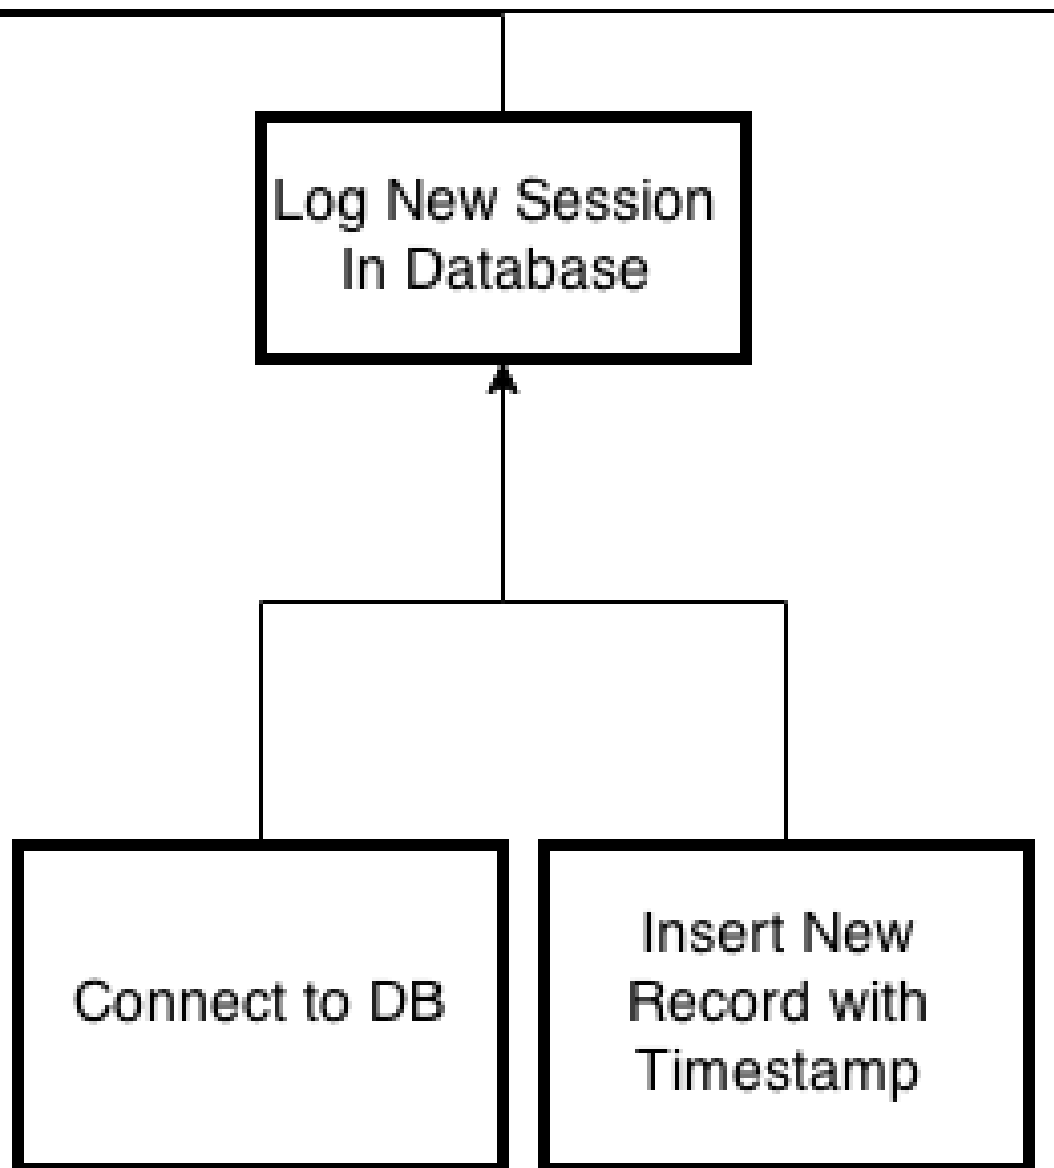 Log New Session
In Database
Connect to DB
Insert New
Record with
Timestamp